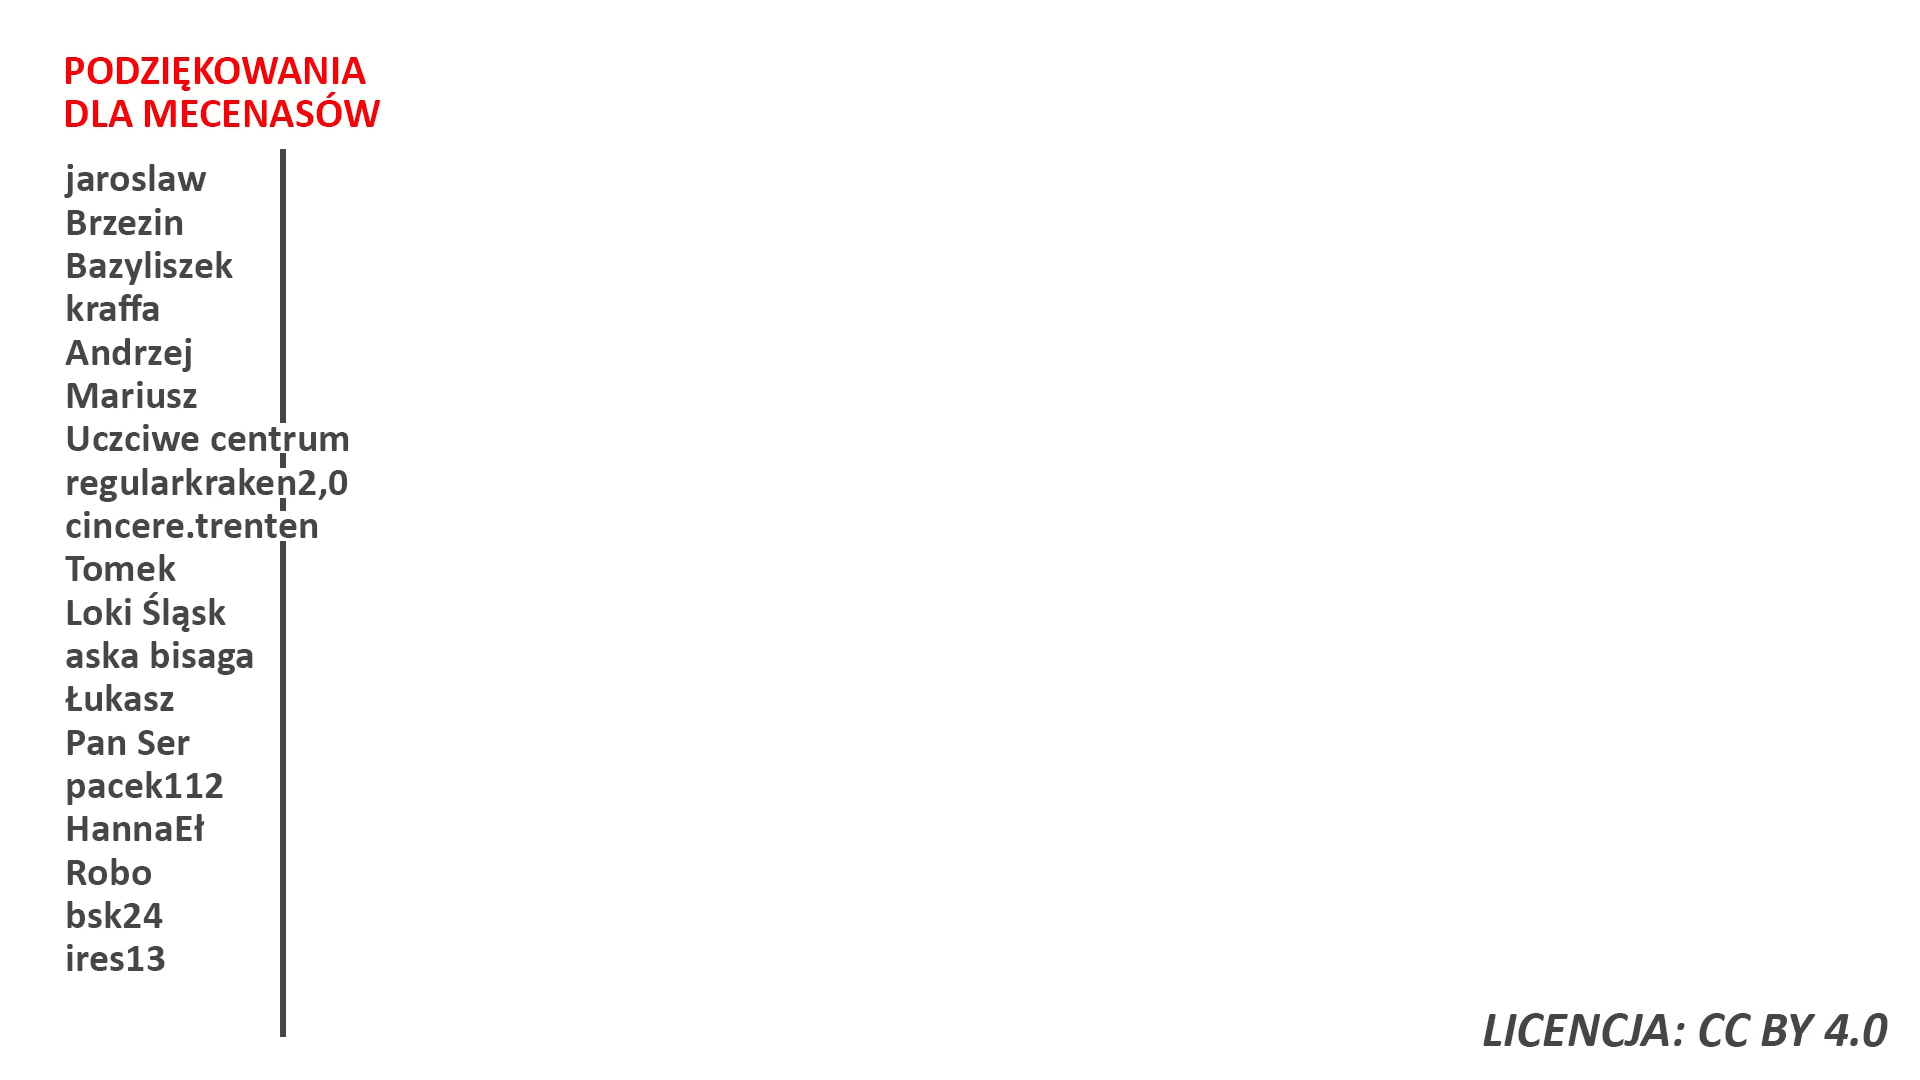 PODZIĘKOWANIA
DLA MECENASÓW
jaroslaw
Brzezin
Bazyliszek
kraffa
Andrzej
Mariusz
Uczciwe centrum
regularkraken2,0
cincere.trenten
Tomek
Loki Śląsk
aska bisaga
Łukasz
Pan Ser
pacek112
HannaEł
Robo
bsk24
ires13
LICENCJA: CC BY 4.0